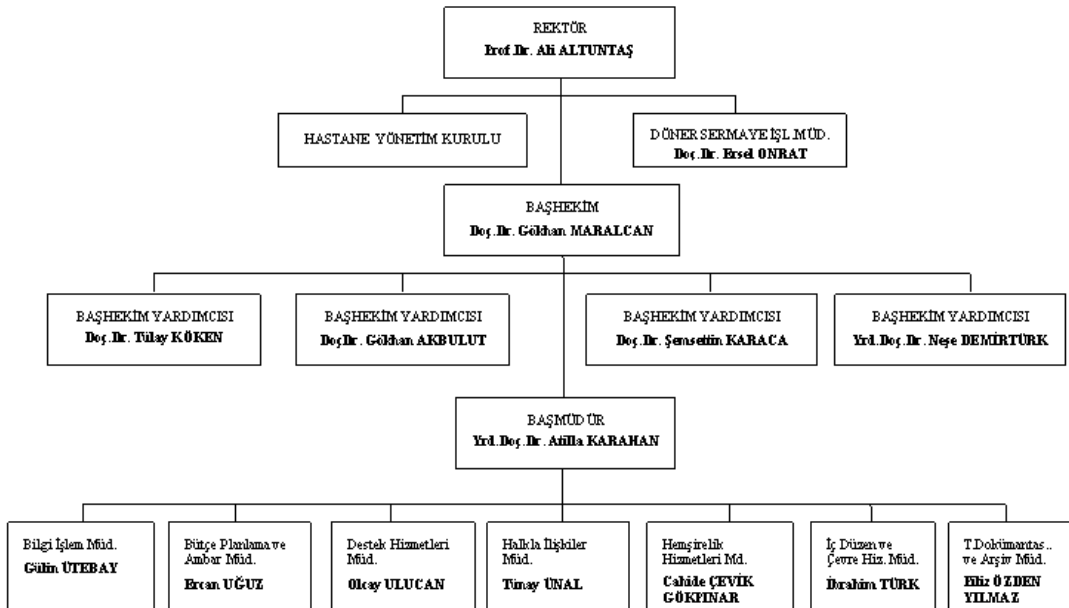 REKTÖR
Prof.Dr. Ali ALTUNTAŞ
HASTANE YÖNETİM KURULU
DÖNER SERMAYE İŞL.MÜD.
Doç.Dr. Ersel ONRAT
BAŞHEKİM
Doç.Dr. Gökhan MARALCAN
BAŞHEKİM YARDIMCISI
Doç.Dr. Tülay KÖKEN
BAŞHEKİM YARDIMCISI
DoçDr. Gökhan AKBULUT
BAŞHEKİM YARDIMCISI
Doç.Dr. Şemsettin KARACA
BAŞHEKİM YARDIMCISI
Yrd.Doç.Dr. Neşe DEMİRTÜRK
BAŞMÜDÜR
Yrd.Doç.Dr. Atilla KARAHAN
Bilgi İşlem Müd.
Gülin ÜTEBAY
Bütçe Planlama ve
Ambar Müd.
Ercan UĞUZ
Destek Hizmetleri
Müd.
Olcay ULUCAN
Halkla İlişkiler
Müd.
Tünay ÜNAL
Hemşirelik
Hizmetleri Md.
Cahide ÇEVİK
GÖKPINAR
İç Düzen ve
Çevre Hiz. Müd.
İbrahim TÜRK
T.Dokümantas..
ve Arşiv Müd.
Filiz ÖZDEN
YILMAZ